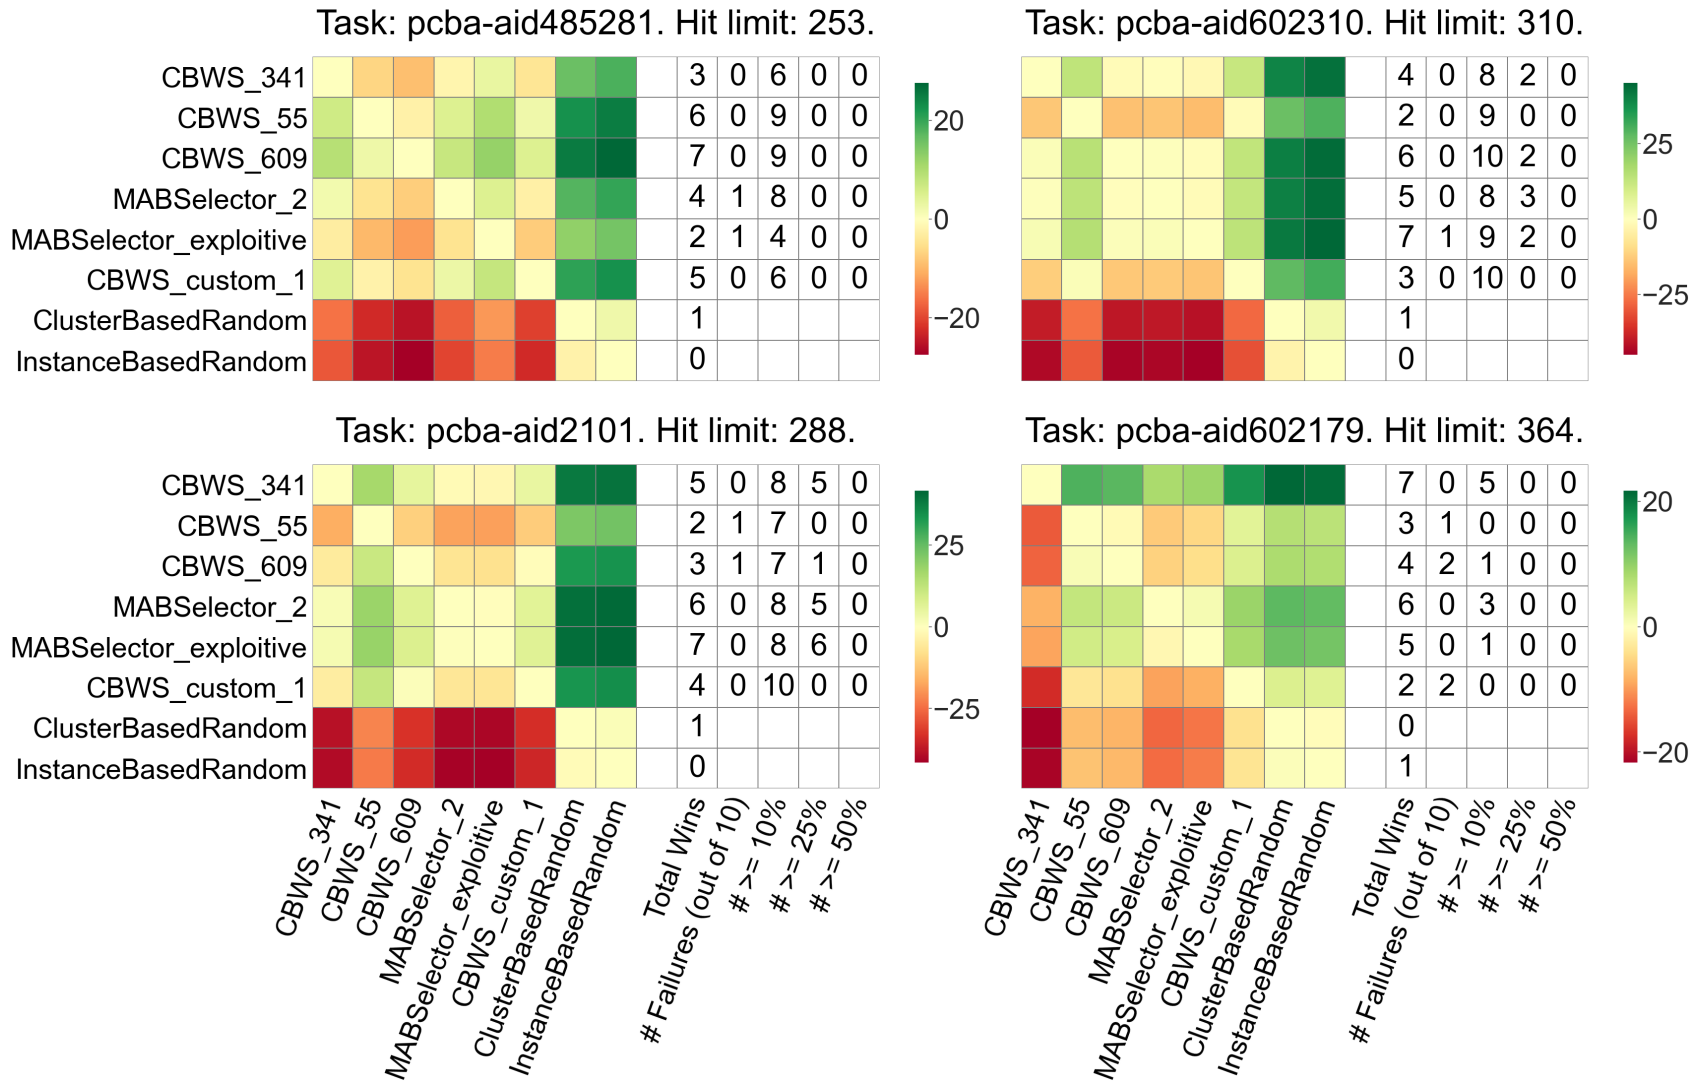 Task: pcba-aid485281. Hit limit: 253.
CBWS_341 3 0 6 0 0
CBWS_55 6 0 9 0 0
CBWS_609 7 0 9 0 0
MABSelector_2 4 1 8 0 0
MABSelector_exploitive 2 1 4 0 0
CBWS_custom_1 5 0 6 0 0
ClusterBasedRandom 1
InstanceBasedRandom 0
20
0
−20
Task: pcba-aid602310. Hit limit: 310.
4 0 8 2 0
2 0 9 0 0
6 0 10 2 0
5 0 8 3 0
7 1 9 2 0
3 0 10 0 0
1
0
25
0
−25
Task: pcba-aid2101. Hit limit: 288.
CBWS_341 5 0 8 5 0
CBWS_55 2 1 7 0 0
CBWS_609 3 1 7 1 0
MABSelector_2 6 0 8 5 0
MABSelector_exploitive 7 0 8 6 0
CBWS_custom_1 4 0 10 0 0
ClusterBasedRandom 1
InstanceBasedRandom 0
25
0
−25
CBWS_341
CBWS_55
CBWS_609
MABSelector_2
MABSelector_exploitive
CBWS_custom_1
ClusterBasedRandom
InstanceBasedRandom
Total Wins
# Failures (out of 10)
# >= 10%
# >= 25%
# >= 50%
Task: pcba-aid602179. Hit limit: 364.
7 0 5 0 0
3 1 0 0 0
4 2 1 0 0
6 0 3 0 0
5 0 1 0 0
2 2 0 0 0
0
1
20
0
−20
CBWS_341
CBWS_55
CBWS_609
MABSelector_2
MABSelector_exploitive
CBWS_custom_1
ClusterBasedRandom
InstanceBasedRandom
Total Wins
# Failures (out of 10)
# >= 10%
# >= 25%
# >= 50%